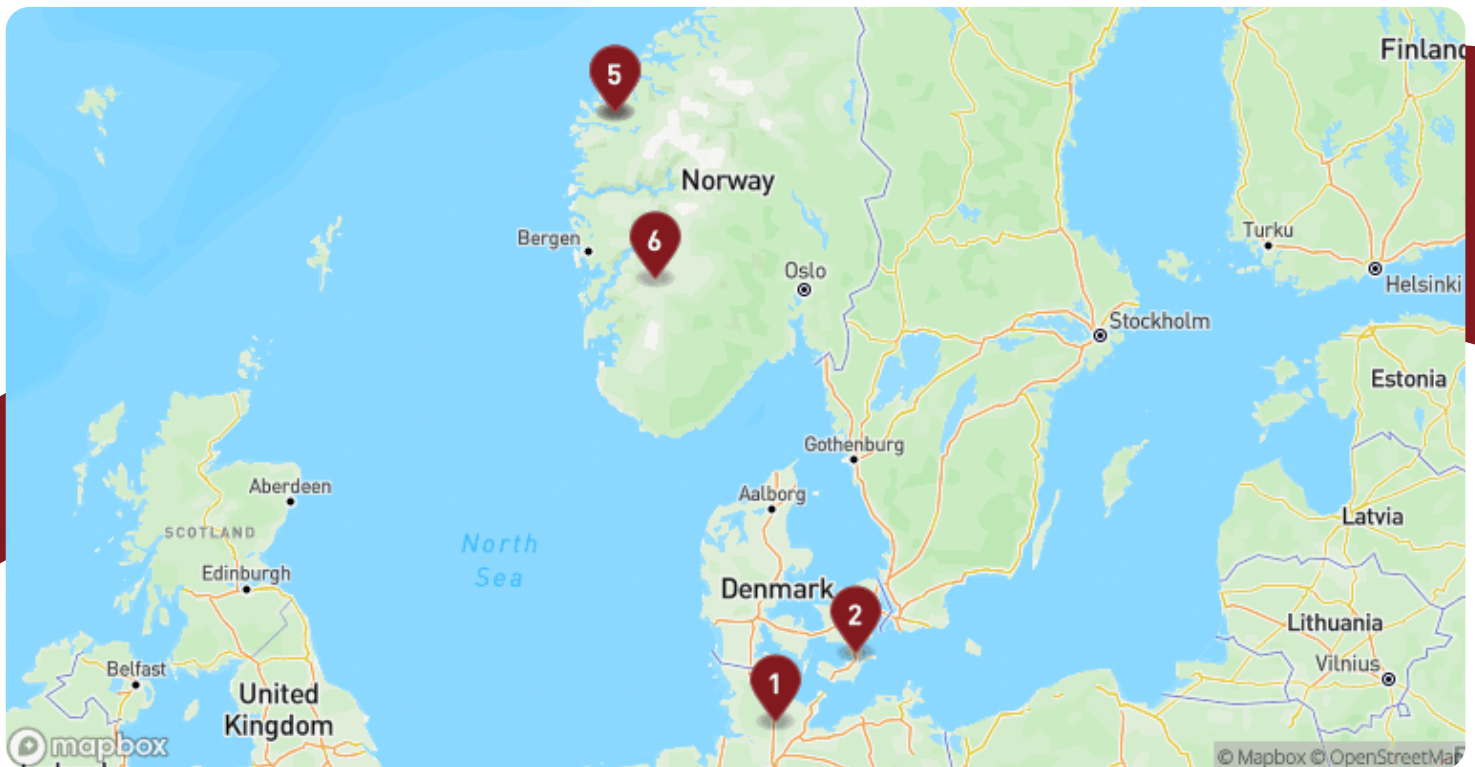 5
Finland
Norway
6
Bergen
Turku
Oslo
Helsinki
Stockholm
Estonia
Gothenburg
Aberdeen
Aalborg
Latvia
SCOTLAND
North
Sea
Edinburgh
Denmark
2
Lithuania
Belfast
Vilnius
1
United
Kingdom
mapbox
© Mapbox © OpenStreetMap